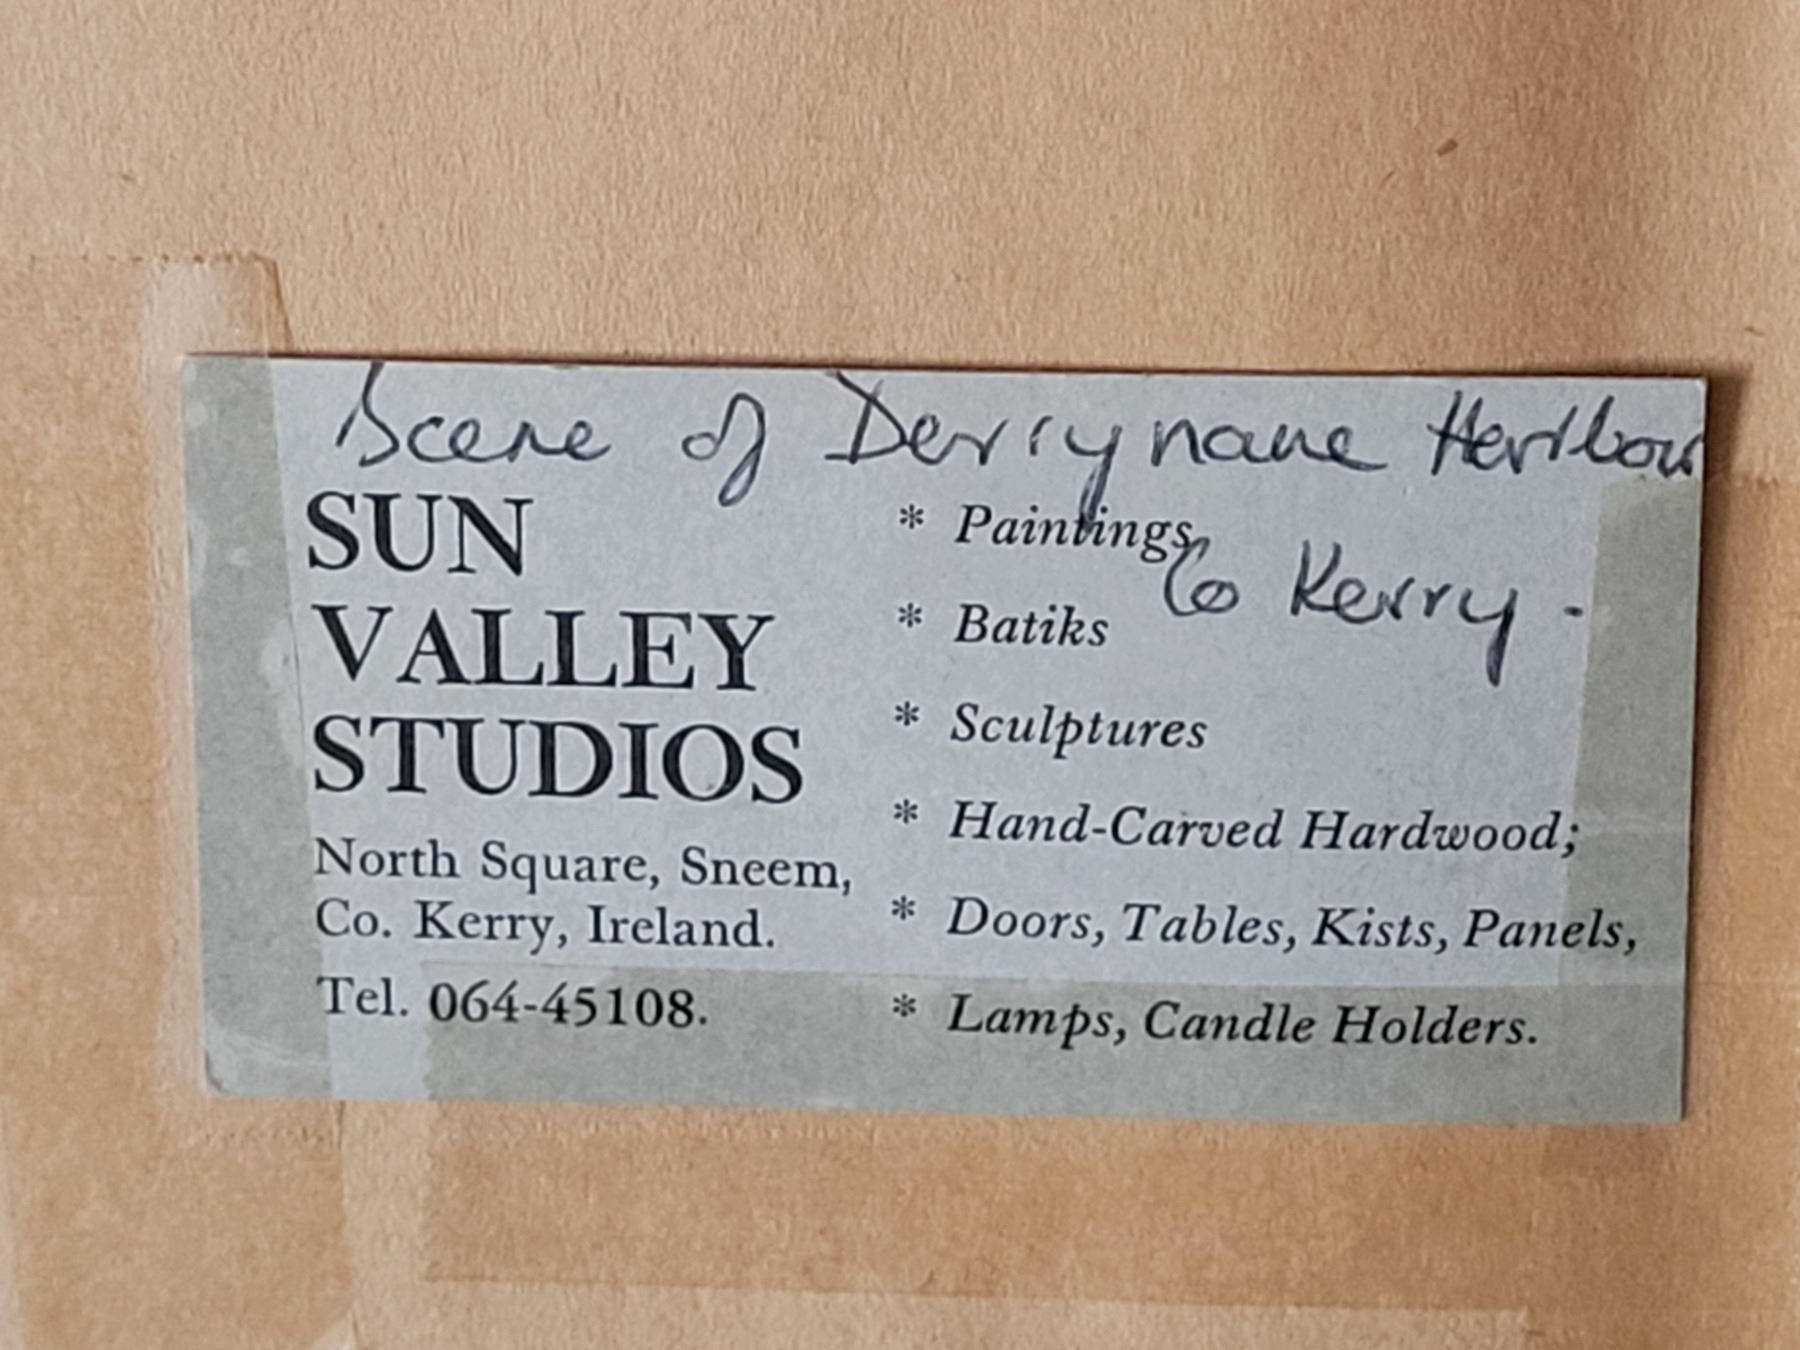 Scene of Derrynane Harbour
Co Kerry -
SUN
VALLEY
STUDIOS
North Square, Sneem,
Co. Kerry, Ireland.
Tel. 064-45108.
* Paintings,
* Batiks
* Sculptures
* Hand-Carved Hardwood;
* Doors, Tables, Kists, Panels,
* Lamps, Candle Holders.